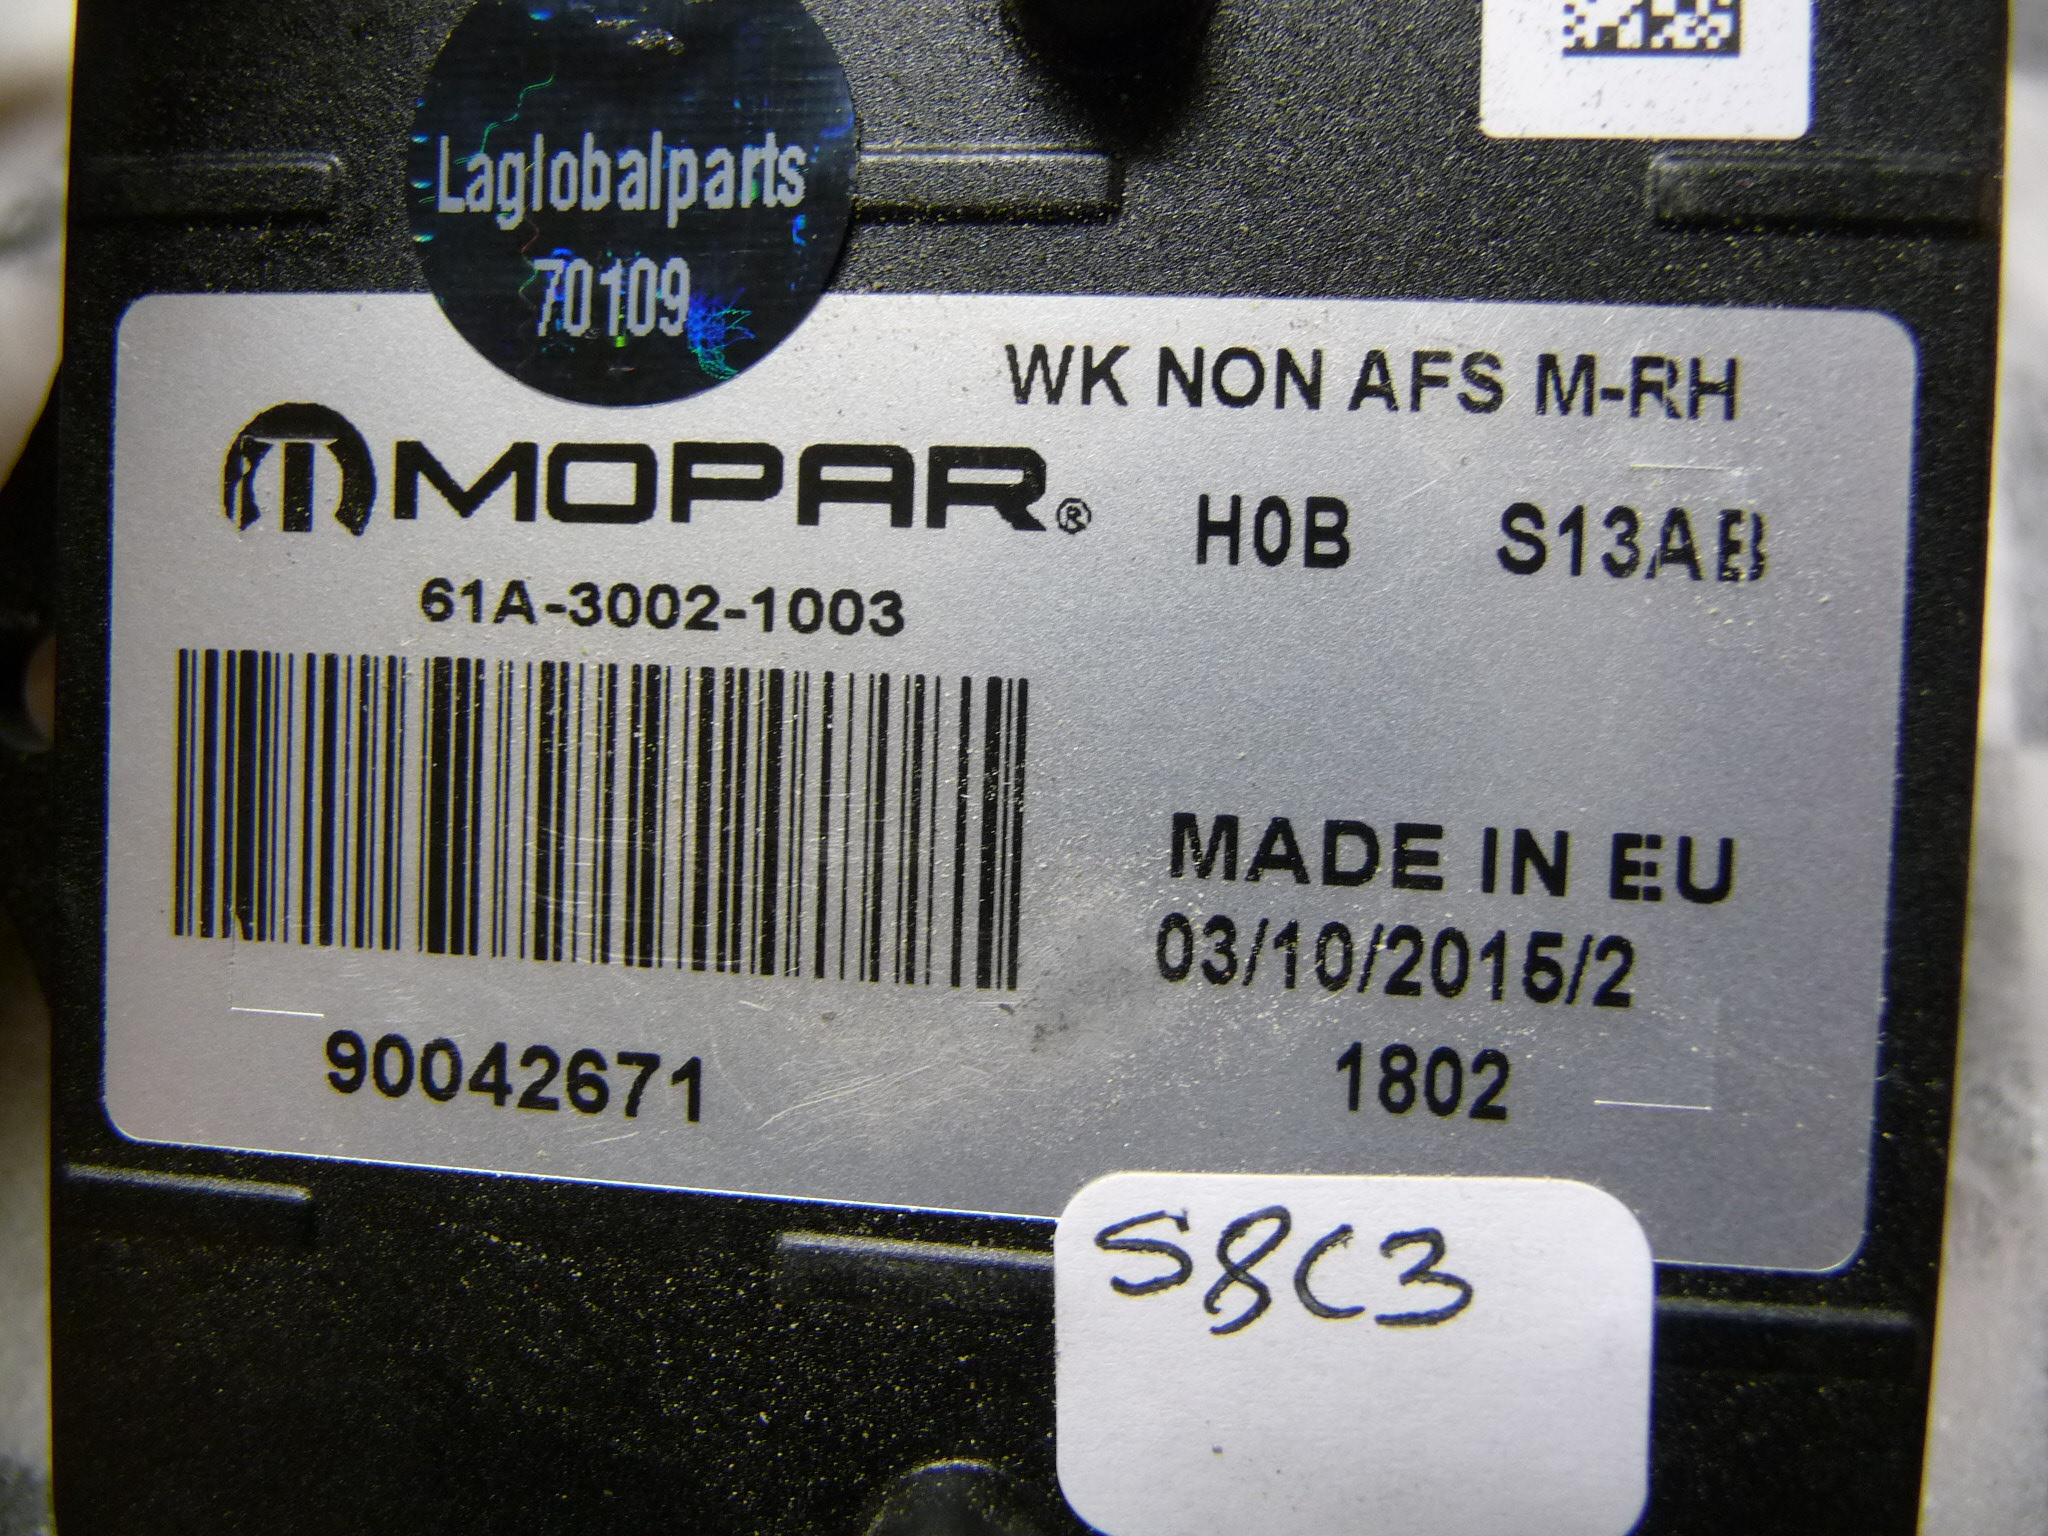 Laglobalparts
70109
WK NON AFS M-RH
MOPAR®
H0B S13AB
61A-3002-1003
MADE IN EU
03/10/2015/2
90042671
1802
S8C3